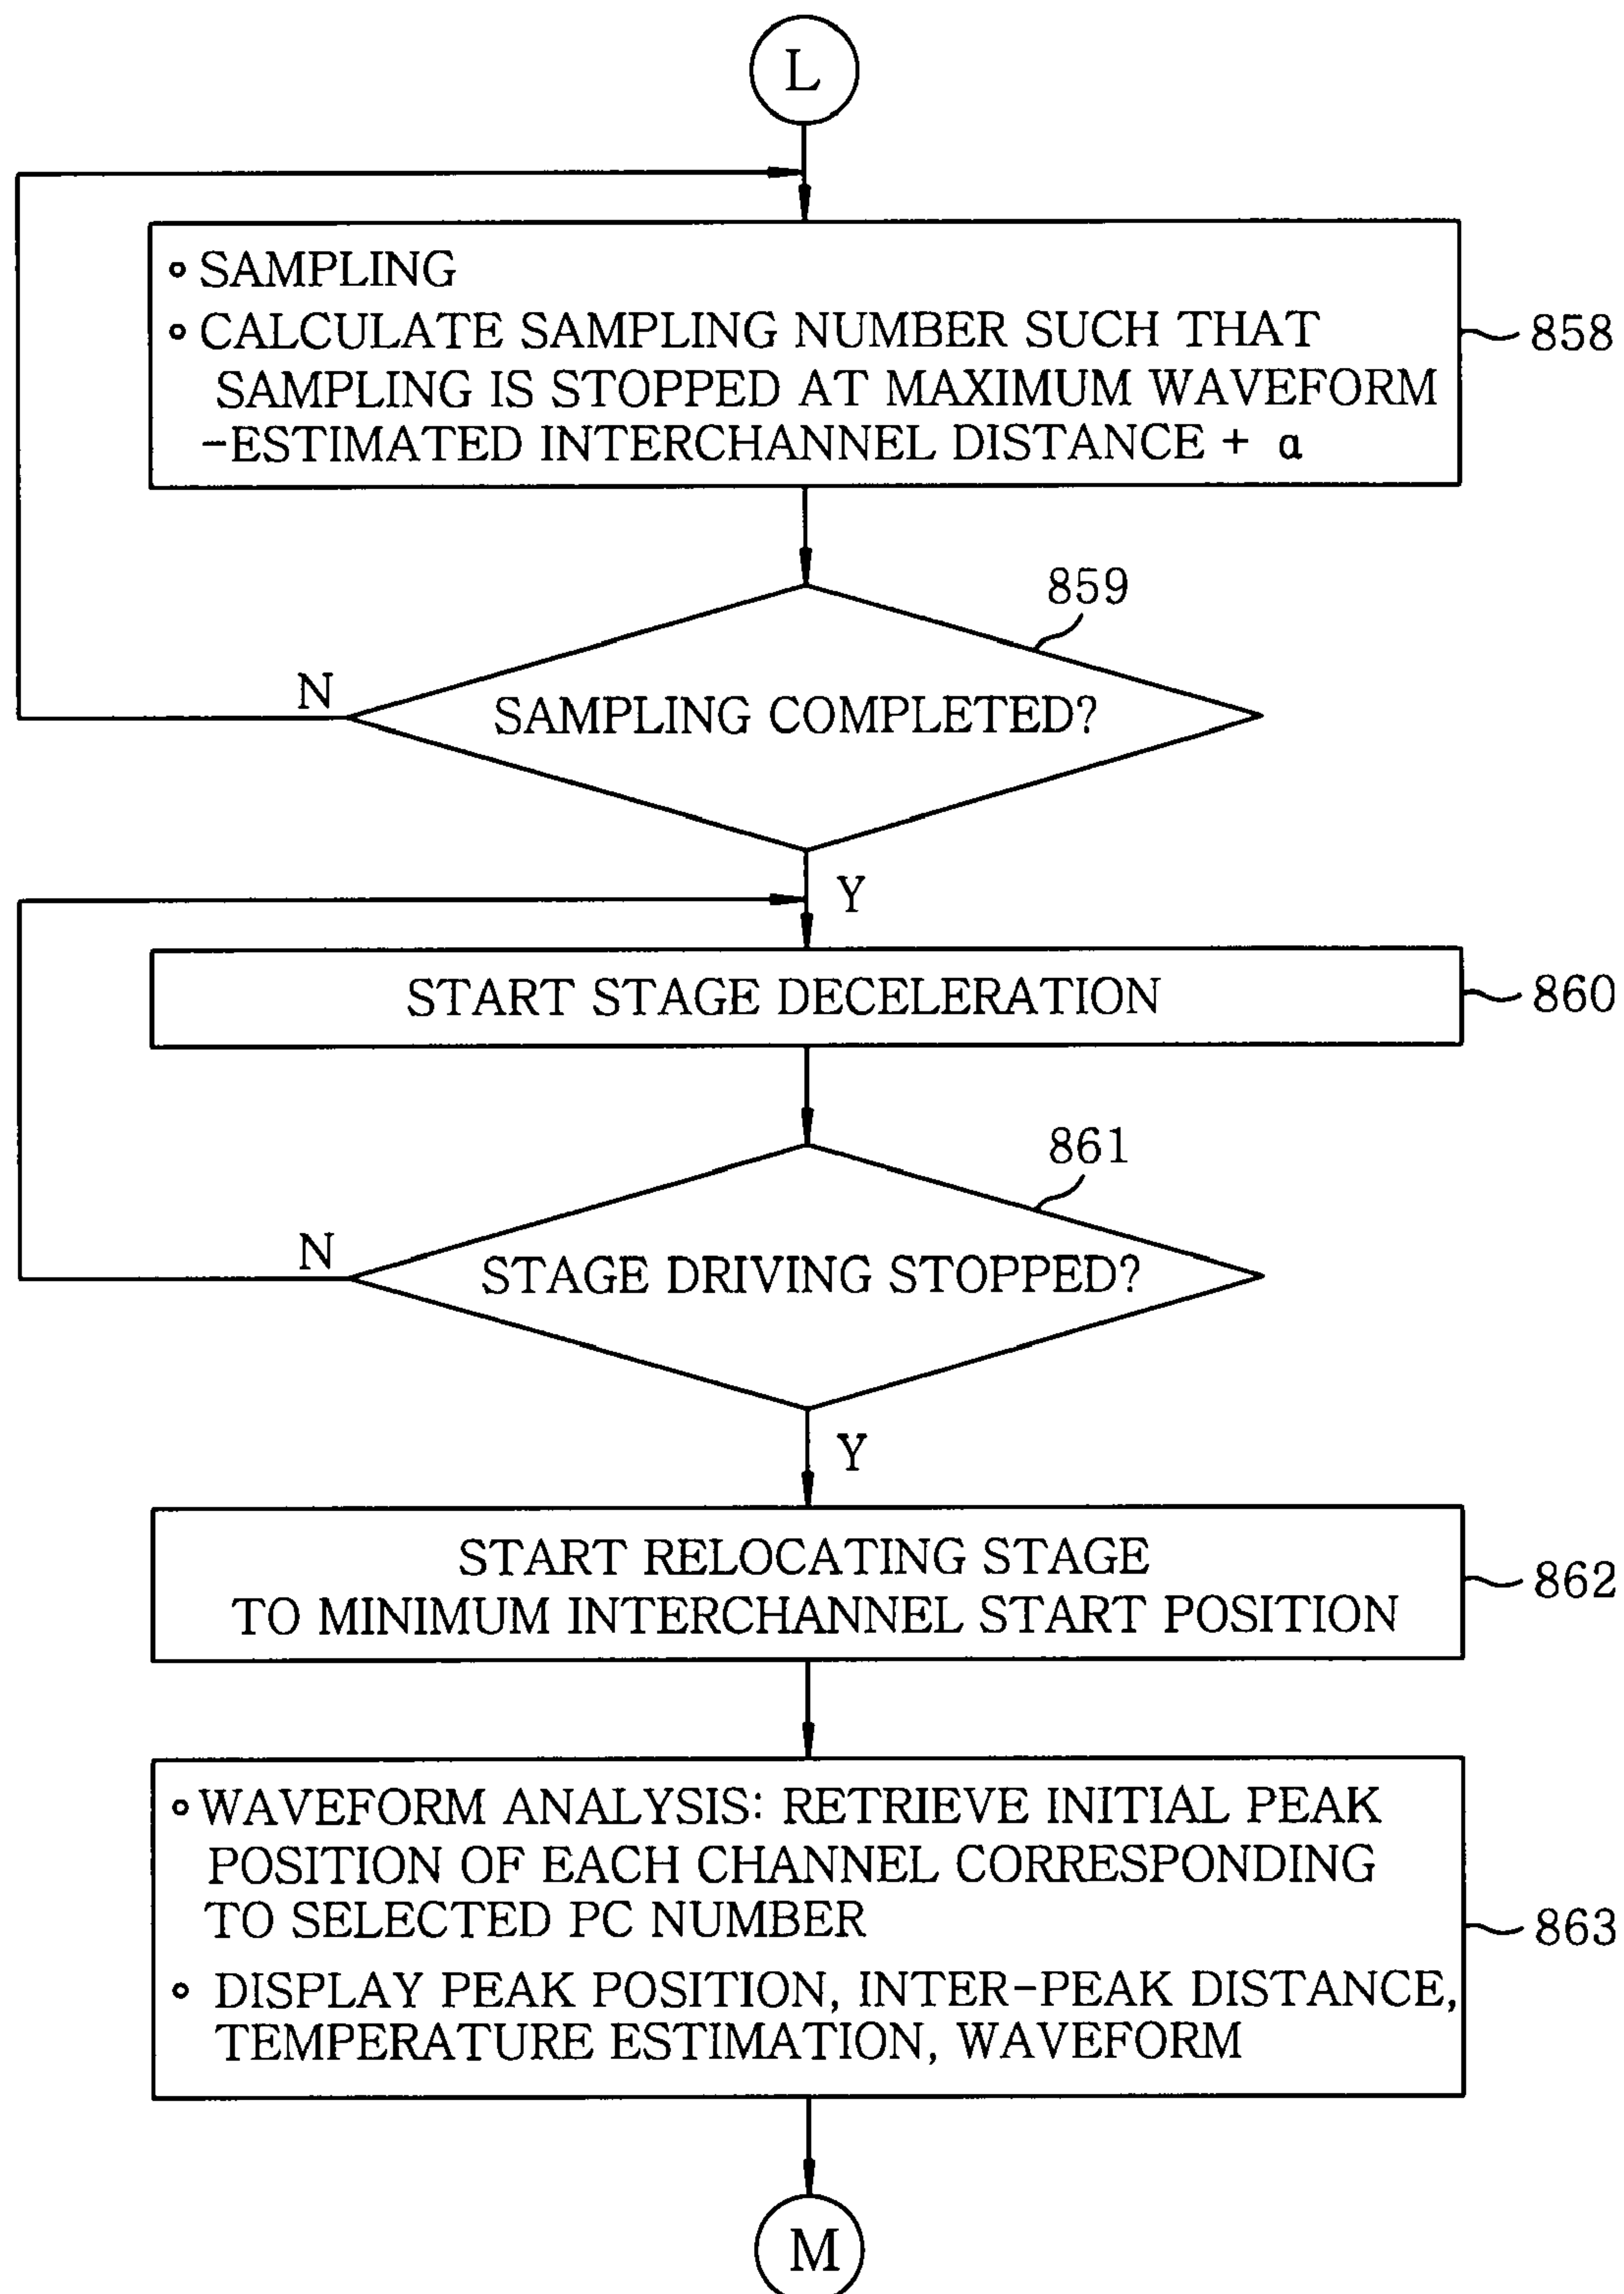 L
◦ SAMPLING
◦ CALCULATE SAMPLING NUMBER SUCH THAT
SAMPLING IS STOPPED AT MAXIMUM WAVEFORM
-ESTIMATED INTERCHANNEL DISTANCE + α
858
859
N
SAMPLING COMPLETED?
Y
START STAGE DECELERATION
860
861
N
STAGE DRIVING STOPPED?
Y
START RELOCATING STAGE
TO MINIMUM INTERCHANNEL START POSITION
862
◦ WAVEFORM ANALYSIS: RETRIEVE INITIAL PEAK
POSITION OF EACH CHANNEL CORRESPONDING
TO SELECTED PC NUMBER
863
◦ DISPLAY PEAK POSITION, INTER-PEAK DISTANCE,
TEMPERATURE ESTIMATION, WAVEFORM
M